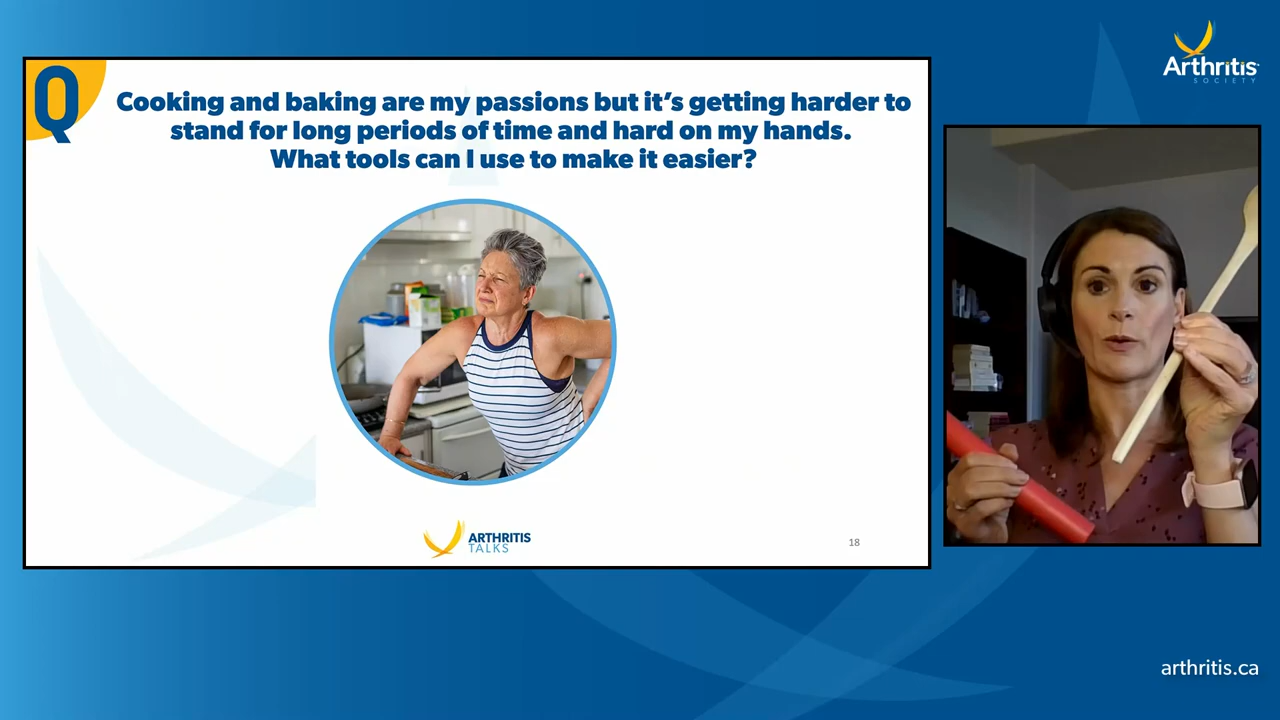 Q
Cooking and baking are my passions but it's getting harder to
stand for long periods of time and hard on my hands.
What tools can I use to make it easier?
ARTHRITIS
TALKS
18
Arthritis
SOCIETY
arthritis.ca